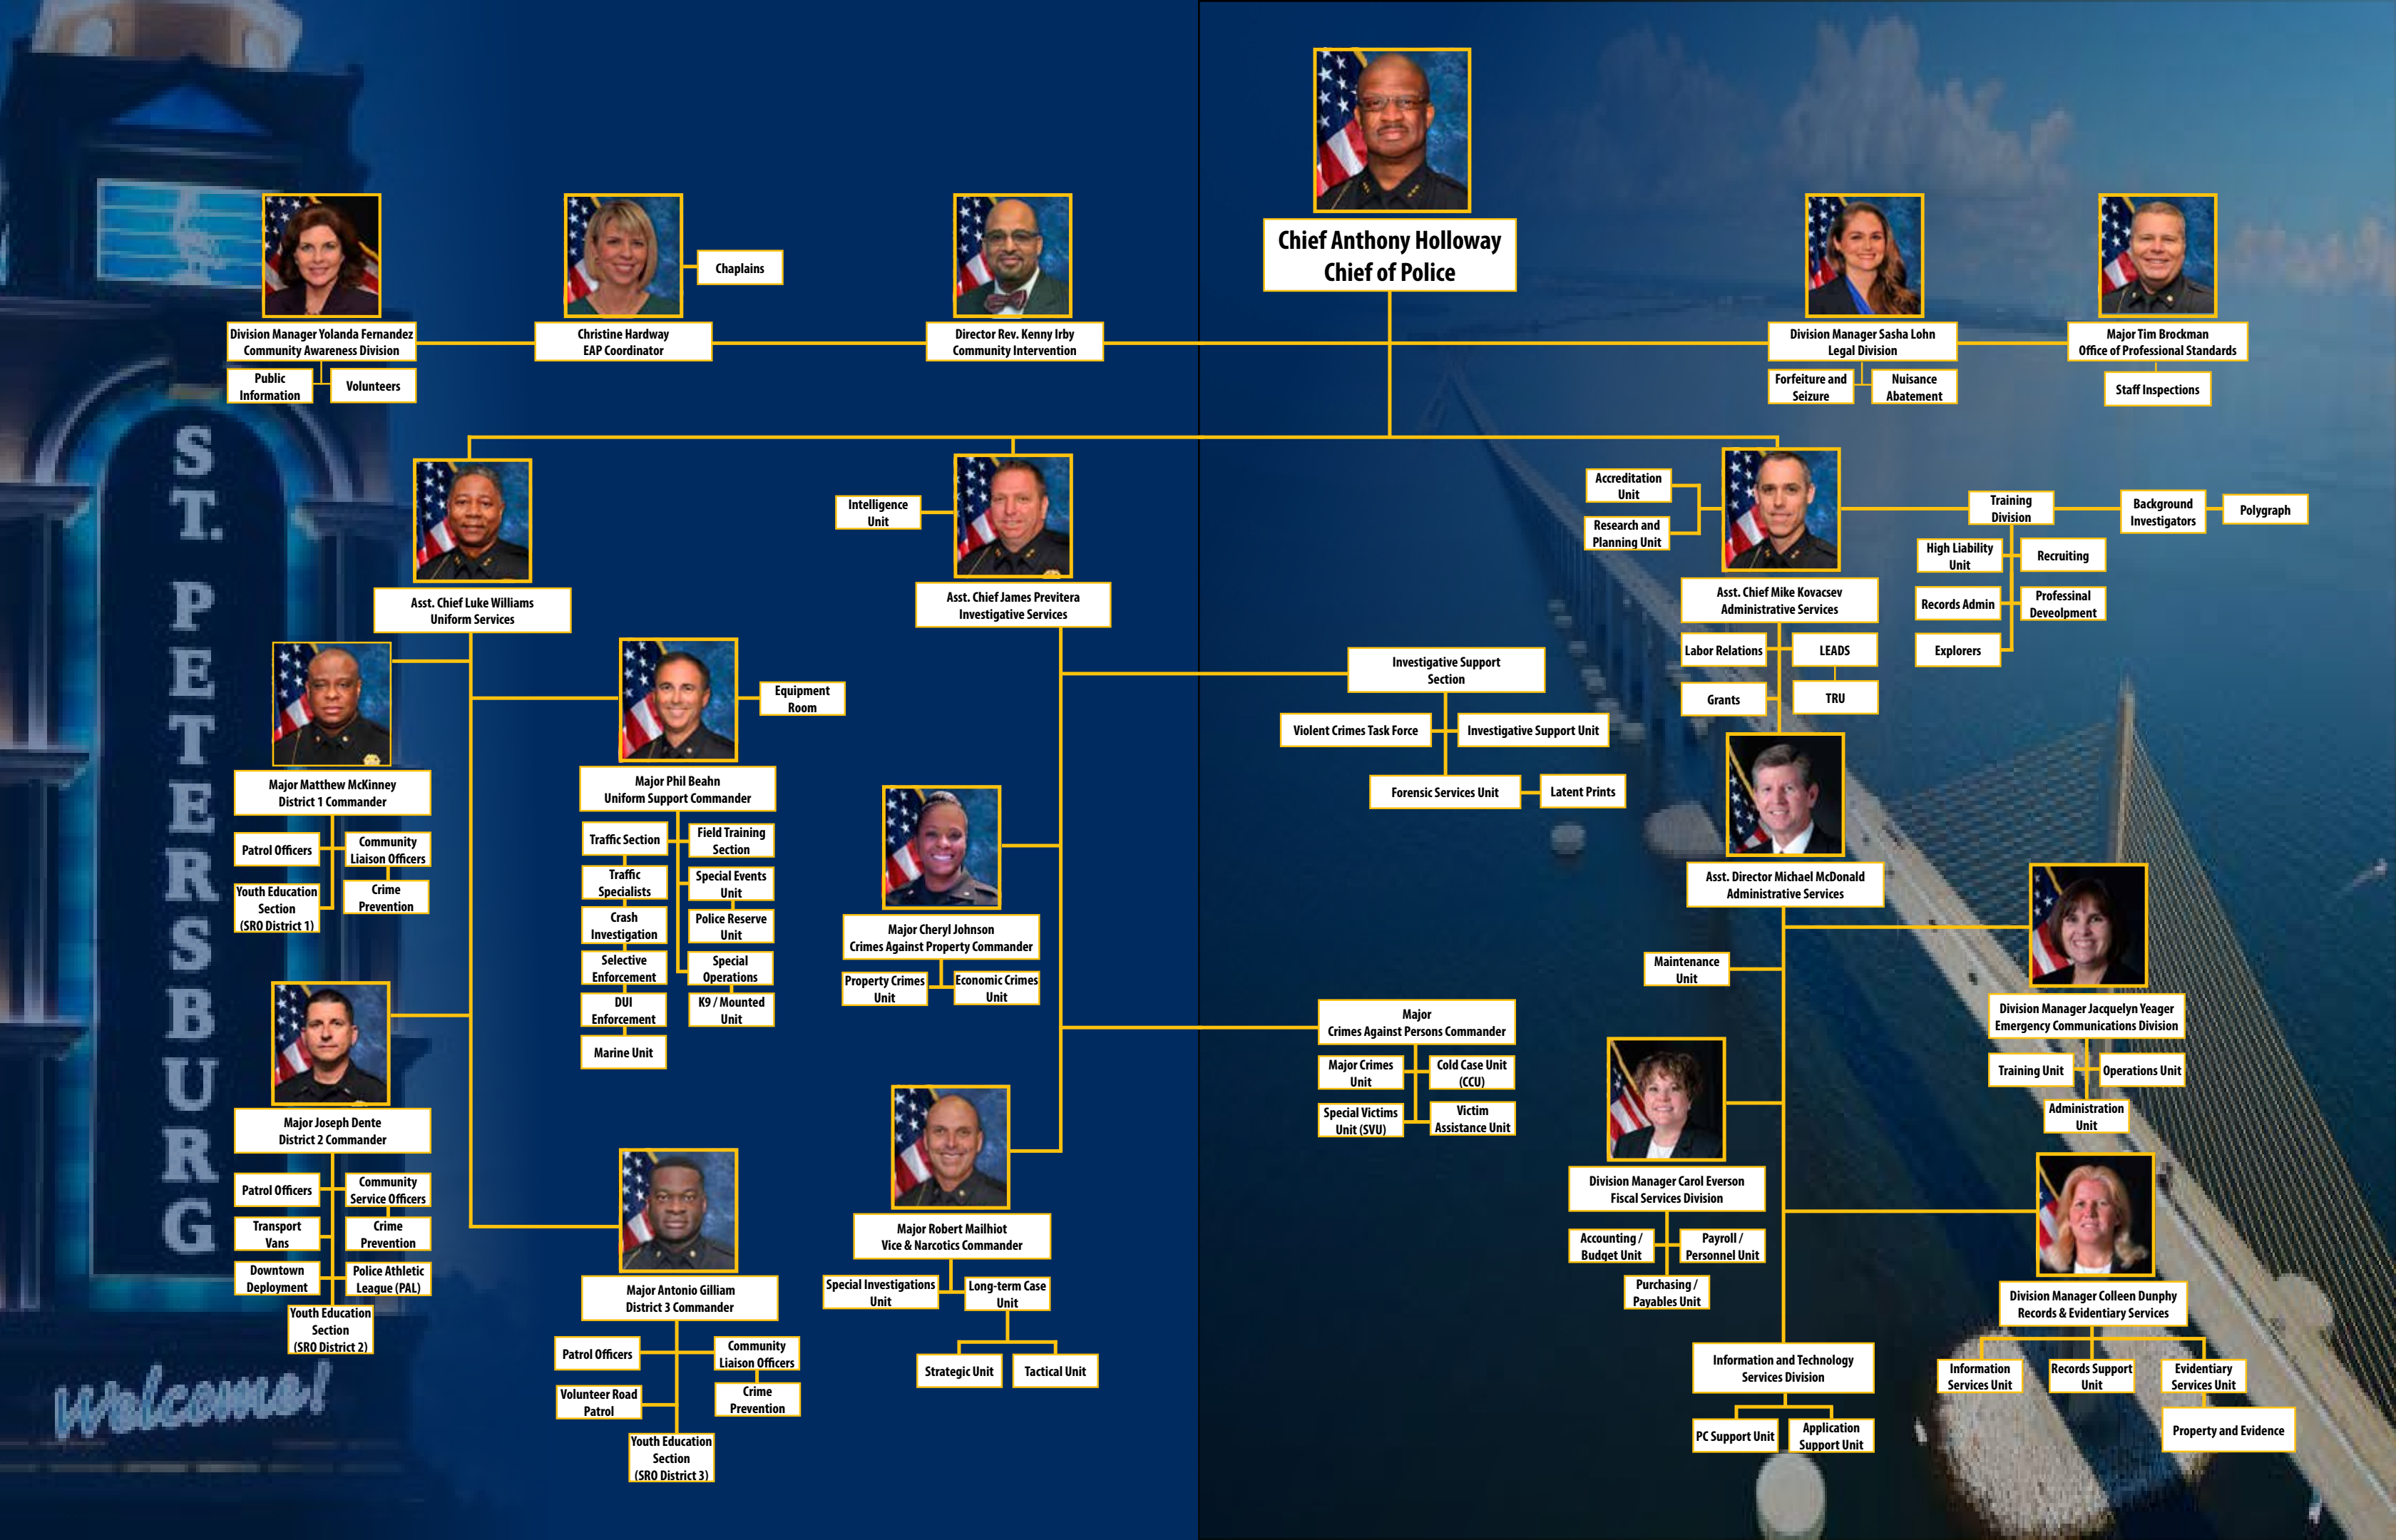 Chief Anthony Holloway
Chief of Police
Division Manager Yolanda Fernandez
Community Awareness Division
Public
Information
Volunteers
Christine Hardway
EAP Coordinator
Chaplains
Director Rev. Kenny Irby
Community Intervention
Division Manager Sasha Lohn
Legal Division
Forfeiture and
Seizure
Nuisance
Abatement
Major Tim Brockman
Office of Professional Standards
Staff Inspections
ST. PETERSBURG
Welcome!
Asst. Chief Luke Williams
Uniform Services
Major Matthew McKinney
District 1 Commander
Patrol Officers
Community
Liaison Officers
Youth Education
Section
(SRO District 1)
Crime
Prevention
Major Joseph Dente
District 2 Commander
Patrol Officers
Community
Service Officers
Transport
Vans
Crime
Prevention
Downtown
Deployment
Police Athletic
League (PAL)
Youth Education
Section
(SRO District 2)
Major Phil Beahn
Uniform Support Commander
Equipment
Room
Traffic Section
Field Training
Section
Traffic
Specialists
Special Events
Unit
Crash
Investigation
Police Reserve
Unit
Selective
Enforcement
Special
Operations
DUI
Enforcement
K9 / Mounted
Unit
Marine Unit
Major Antonio Gilliam
District 3 Commander
Patrol Officers
Community
Liaison Officers
Volunteer Road
Patrol
Crime
Prevention
Youth Education
Section
(SRO District 3)
Intelligence
Unit
Asst. Chief James Previtera
Investigative Services
Investigative Support
Section
Violent Crimes Task Force
Investigative Support Unit
Forensic Services Unit
Latent Prints
Major Cheryl Johnson
Crimes Against Property Commander
Property Crimes
Unit
Economic Crimes
Unit
Major
Crimes Against Persons Commander
Major Crimes
Unit
Cold Case Unit
(CCU)
Special Victims
Unit (SVU)
Victim
Assistance Unit
Major Robert Mailhiot
Vice & Narcotics Commander
Special Investigations
Unit
Long-term Case
Unit
Strategic Unit
Tactical Unit
Accreditation
Unit
Research and
Planning Unit
Asst. Chief Mike Kovacsev
Administrative Services
Training
Division
Background
Investigators
Polygraph
High Liability
Unit
Recruiting
Records Admin
Professinal
Deveolpment
Explorers
Labor Relations
LEADS
Grants
TRU
Asst. Director Michael McDonald
Administrative Services
Maintenance
Unit
Division Manager Jacquelyn Yeager
Emergency Communications Division
Training Unit
Operations Unit
Administration
Unit
Division Manager Carol Everson
Fiscal Services Division
Accounting /
Budget Unit
Payroll /
Personnel Unit
Purchasing /
Payables Unit
Division Manager Colleen Dunphy
Records & Evidentiary Services
Information
Services Unit
Records Support
Unit
Evidentiary
Services Unit
Property and Evidence
Information and Technology
Services Division
PC Support Unit
Application
Support Unit